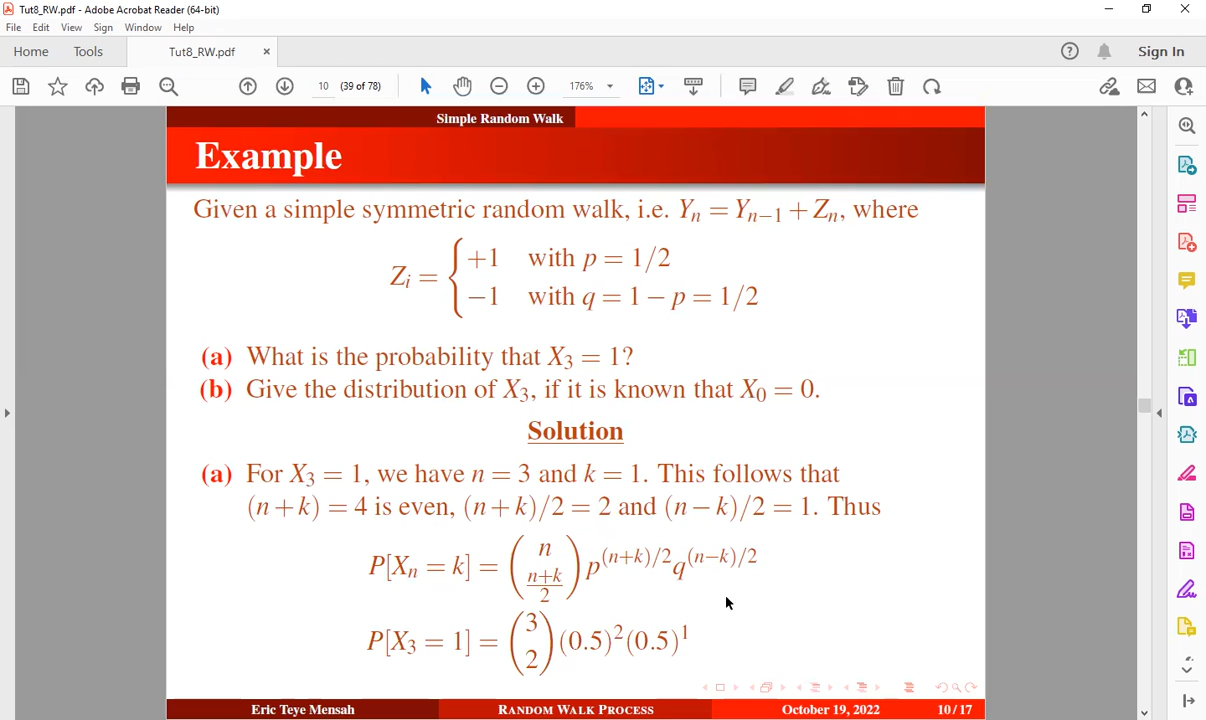 Tut8_RW.pdf - Adobe Acrobat Reader (64-bit)
File Edit View Sign Window Help
Home Tools Tut8_RW.pdf × Sign In
10 (39 of 78) 176%
Simple Random Walk
Example
Given a simple symmetric random walk, i.e. Yₙ = Yₙ₋₁ + Zₙ, where
Zᵢ = { +1 with p = 1/2
−1 with q = 1 − p = 1/2
(a) What is the probability that X₃ = 1?
(b) Give the distribution of X₃, if it is known that X₀ = 0.
Solution
(a) For X₃ = 1, we have n = 3 and k = 1. This follows that
(n + k) = 4 is even, (n + k)/2 = 2 and (n − k)/2 = 1. Thus
P[Xₙ = k] = (n / ((n+k)/2)) p^(n+k)/2 q^(n−k)/2
P[X₃ = 1] = (3 / 2) (0.5)² (0.5)¹
Eric Teye Mensah RANDOM WALK PROCESS October 19, 2022 10/17